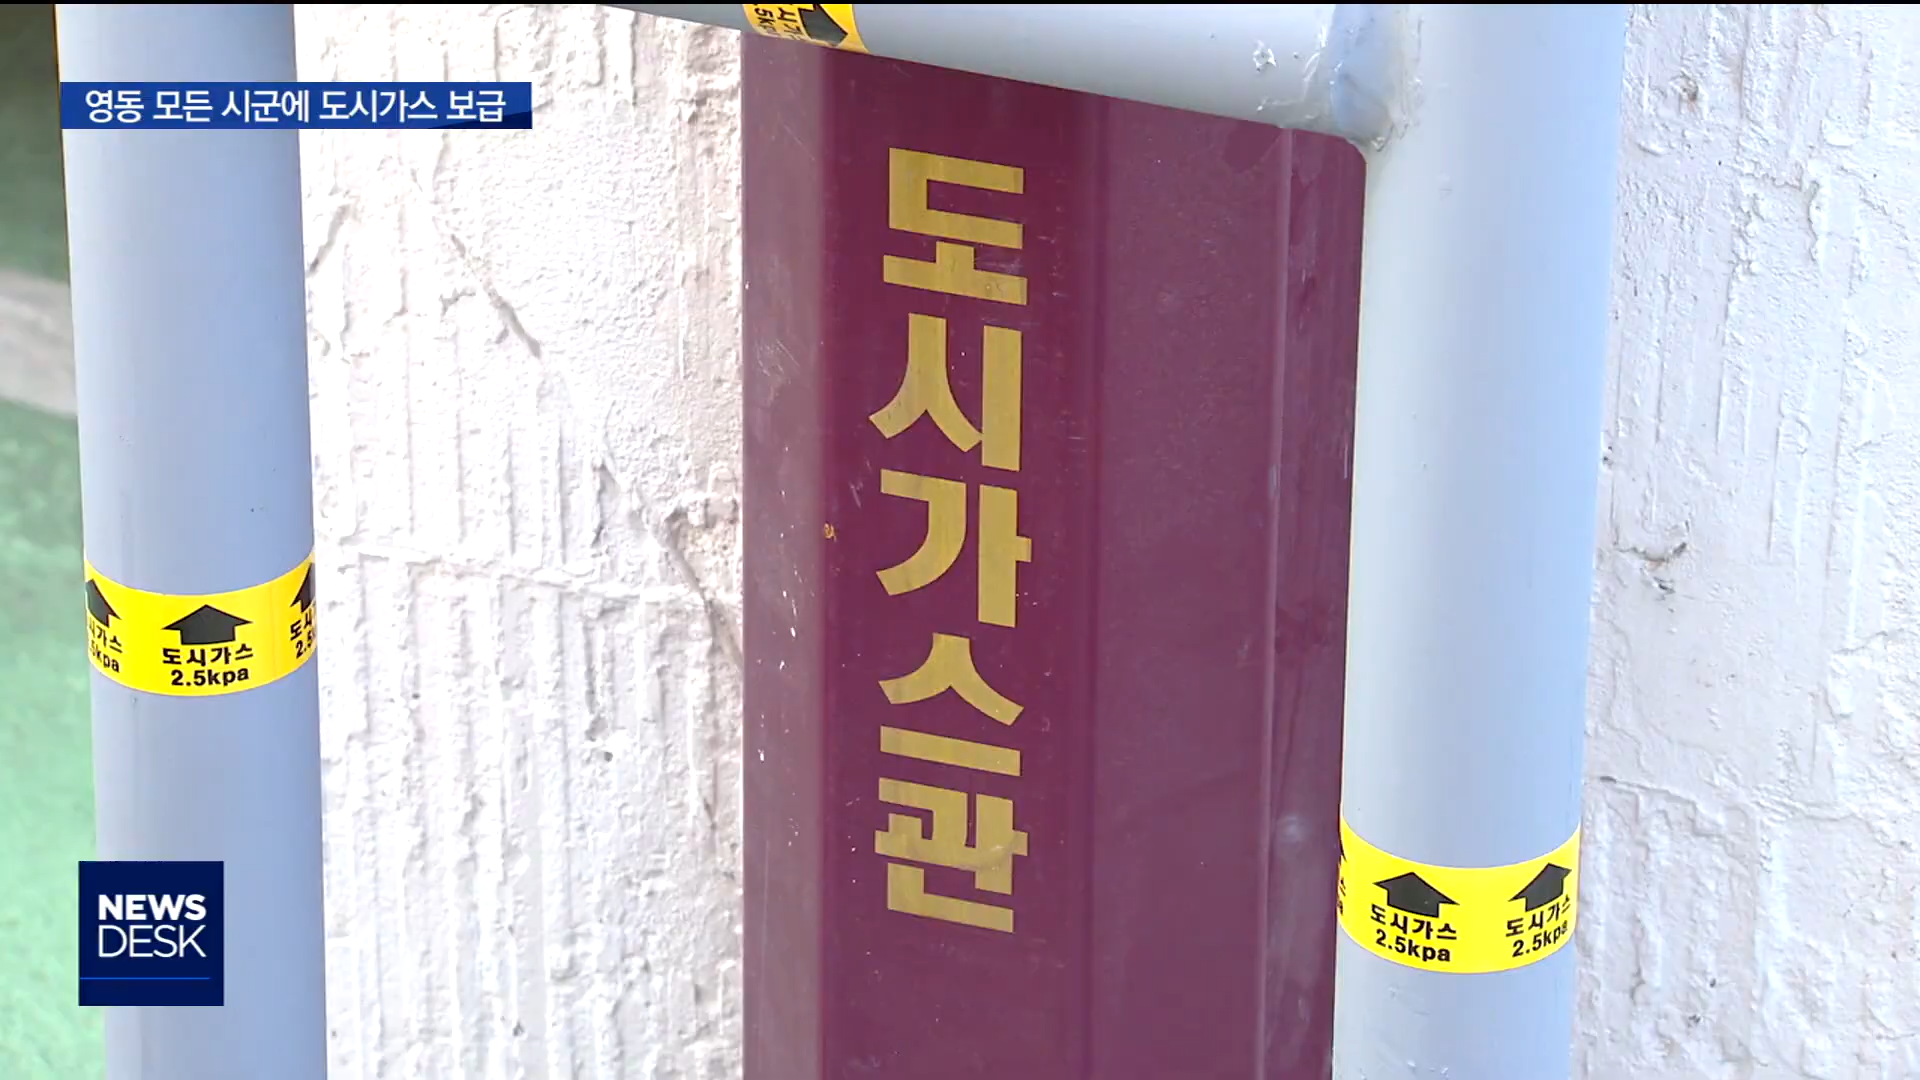 영동 모든 시군에 도시가스 보급
도시가스관
도시가스
2.5kpa
도시가스
2.5kpa
도시가스
2.5kpa
NEWS
DESK